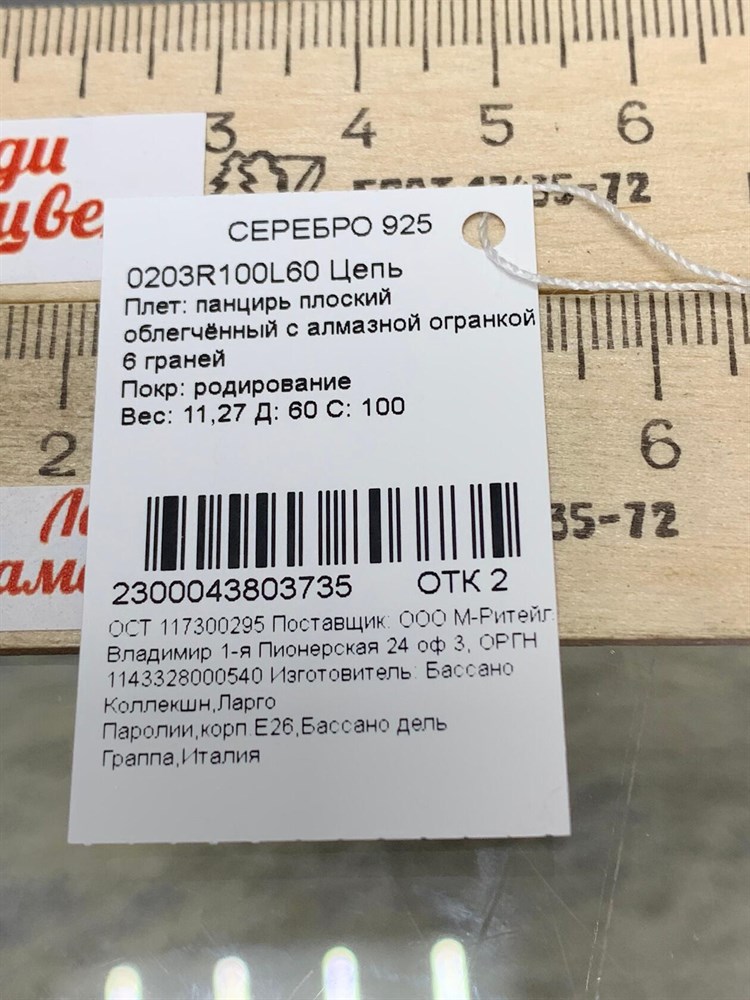 3 4 5 6
ди
цве
35-72
СЕРЕБРО 925
0203R100L60 Цепь
Плет: панцирь плоский
облегчённый с алмазной огранкой
6 граней
Покр: родирование
Вес: 11,27 Д: 60 С: 100
2 6
35-72
2300043803735 ОТК 2
ОСТ 117300295 Поставщик: ООО М-Ритейл
Владимир 1-я Пионерская 24 оф 3, ОРГН
1143328000540 Изготовитель: Бассано
Коллекшн,Ларго
Паролии,корп.Е26,Бассано дель
Граппа,Италия